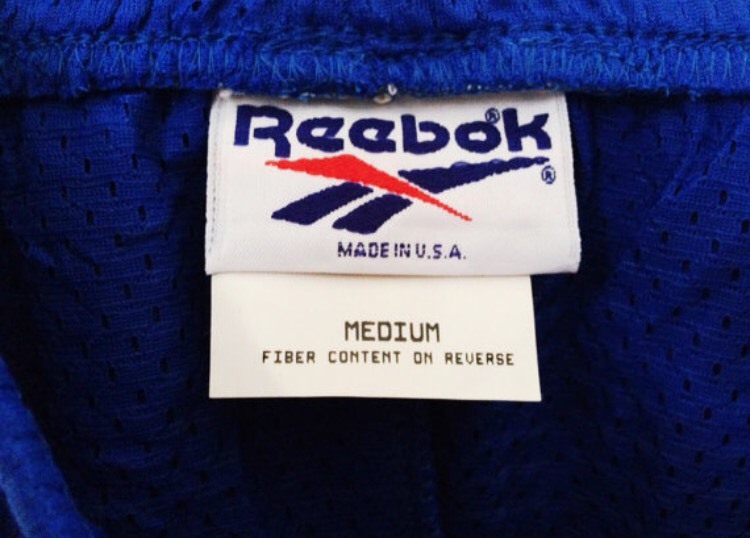 Reebok®
®
MADE IN U.S.A.
MEDIUM
FIBER CONTENT ON REVERSE